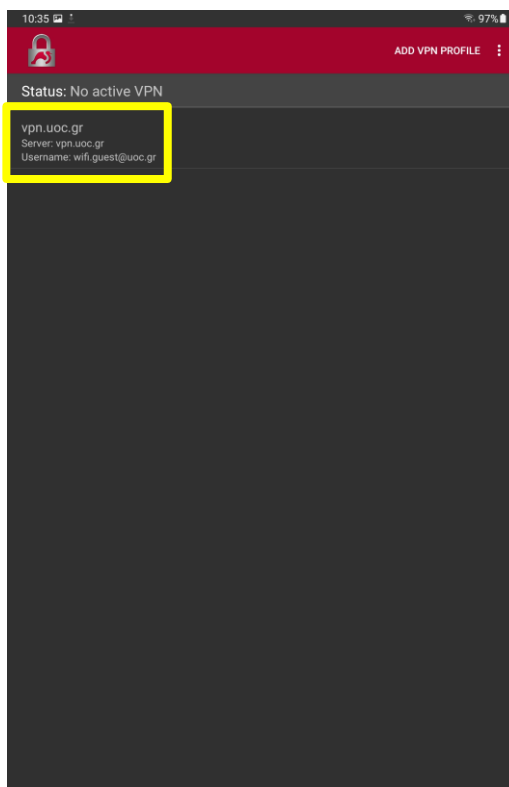 10:35
97%
ADD VPN PROFILE
Status: No active VPN
vpn.uoc.gr
Server: vpn.uoc.gr
Username: wifi.guest@uoc.gr